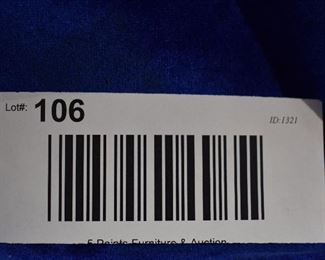 Lot#: 106
ID:1321
5 Points Furniture & Auction